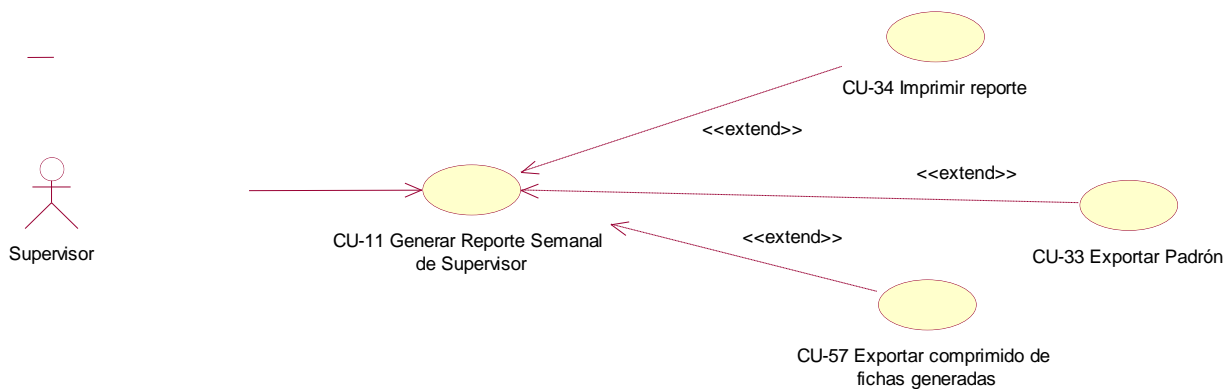 CU-34 Imprimir reporte
<<extend>>
<<extend>>
Supervisor
CU-11 Generar Reporte Semanal
de Supervisor
<<extend>>
CU-33 Exportar Padrón
CU-57 Exportar comprimido de
fichas generadas